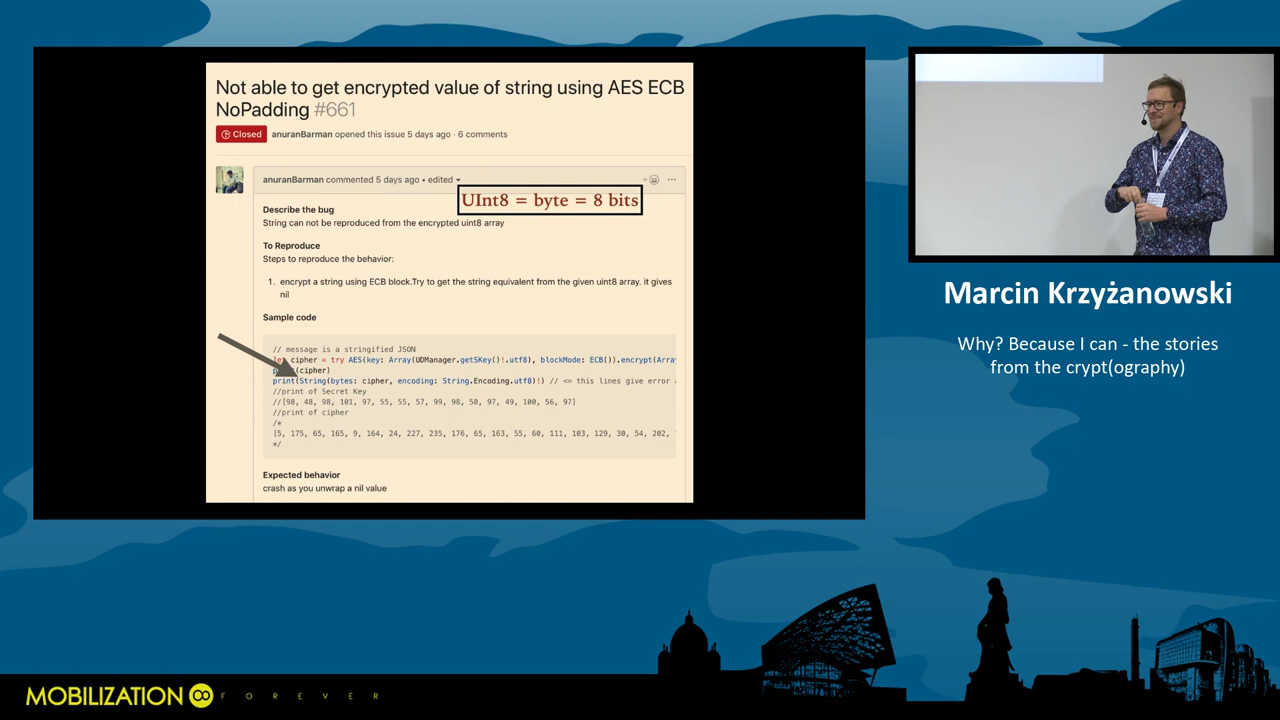 Not able to get encrypted value of string using AES ECB
NoPadding #661
Closed anuranBarman opened this issue 5 days ago · 6 comments
anuranBarman commented 5 days ago • edited
UInt8 = byte = 8 bits
Describe the bug
String can not be reproduced from the encrypted uint8 array
To Reproduce
Steps to reproduce the behavior:
1. encrypt a string using ECB block.Try to get the string equivalent from the given uint8 array. it gives
nil
Sample code
// message is a stringified JSON
cipher = try AES(key: Array(UDManager.getSKey()!.utf8), blockMode: ECB()).encrypt(Arra
(cipher)
print(String(bytes: cipher, encoding: String.Encoding.utf8)!) // <= this lines give error
//print of Secret Key
//[98, 48, 98, 101, 97, 55, 55, 57, 99, 98, 50, 97, 49, 100, 56, 97]
//print of cipher
/*
[5, 175, 65, 165, 9, 164, 24, 227, 235, 176, 65, 163, 55, 60, 111, 103, 129, 30, 54, 202,
*/
Expected behavior
crash as you unwrap a nil value
Marcin Krzyżanowski
Why? Because I can - the stories
from the crypt(ography)
MOBILIZATION 8 FOREVER